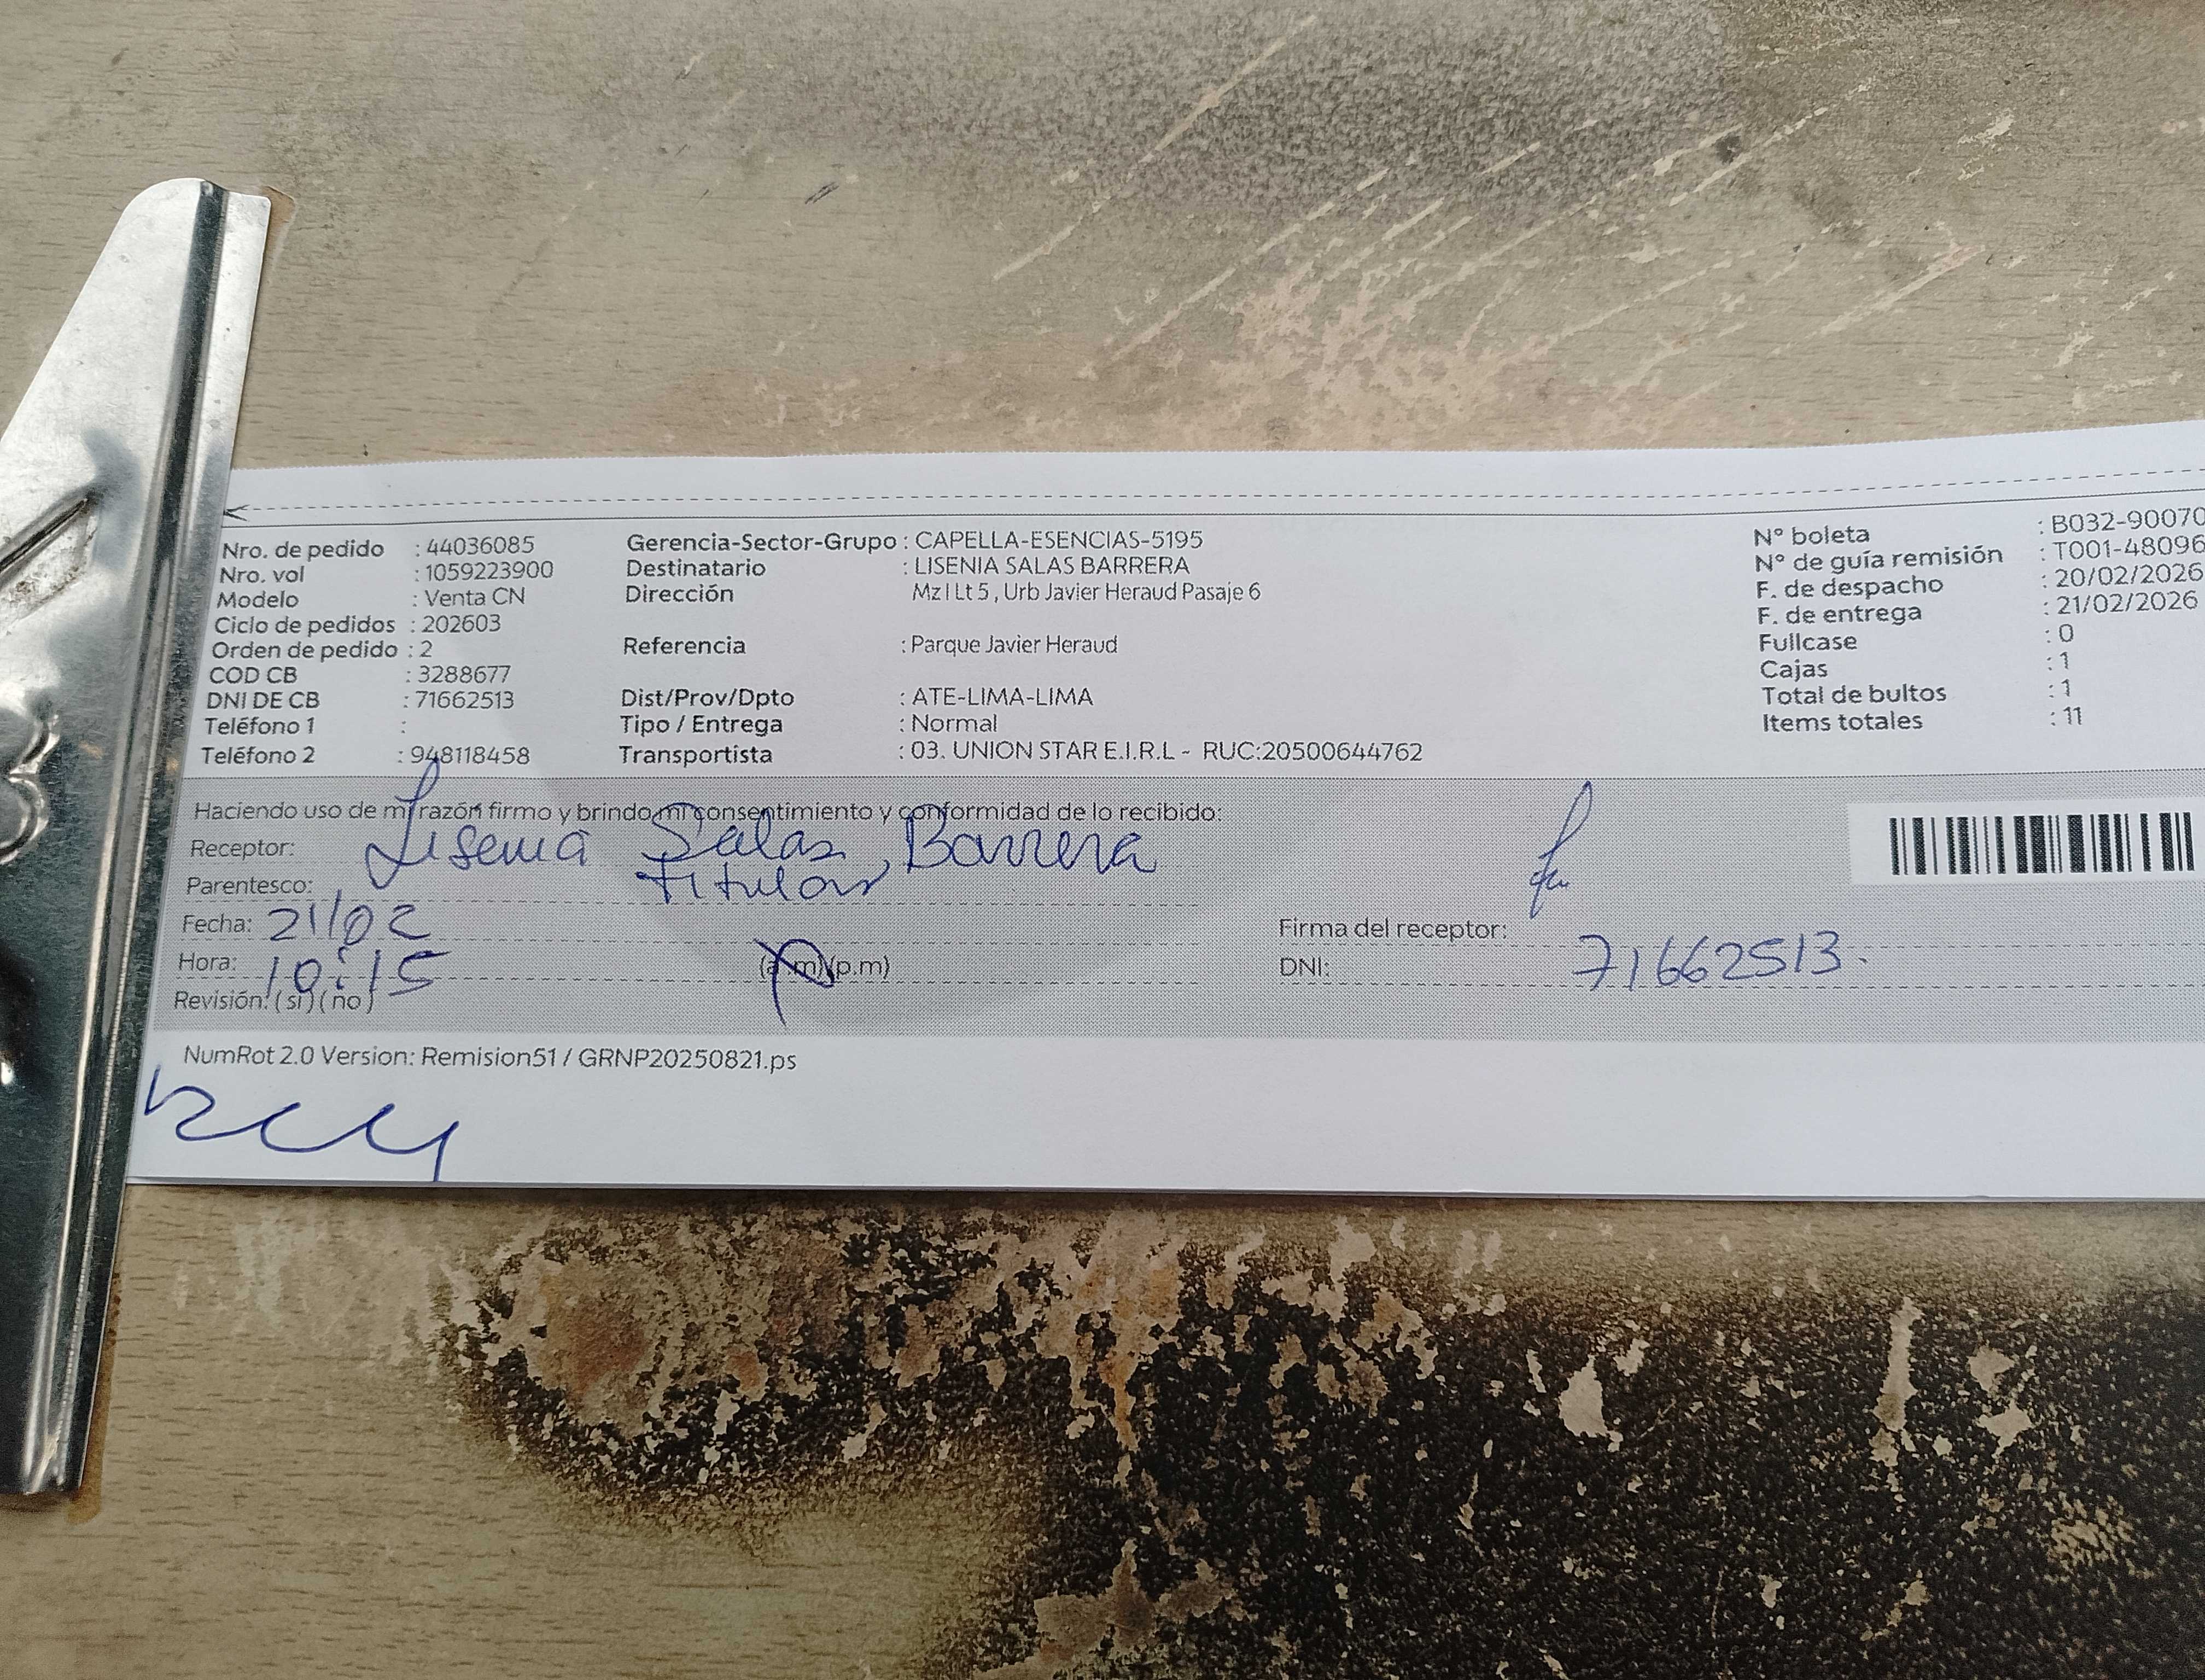 Nro. de pedido : 44036085
Nro. vol : 1059223900
Modelo : Venta CN
Ciclo de pedidos : 202603
Orden de pedido : 2
COD CB : 3288677
DNI DE CB : 71662513
Teléfono 1 :
Teléfono 2 : 948118458
Gerencia-Sector-Grupo : CAPELLA-ESENCIAS-5195
Destinatario : LISENIA SALAS BARRERA
Dirección Mz I Lt 5 , Urb Javier Heraud Pasaje 6
Referencia : Parque Javier Heraud
Dist/Prov/Dpto : ATE-LIMA-LIMA
Tipo / Entrega : Normal
Transportista : 03. UNION STAR E.I.R.L - RUC:20500644762
N° boleta : B032-90070
N° de guía remisión : T001-48096
F. de despacho : 20/02/2026
F. de entrega : 21/02/2026
Fullcase : 0
Cajas : 1
Total de bultos : 1
Items totales : 11
Haciendo uso de mi razón firmo y brindo mi consentimiento y conformidad de lo recibido:
Receptor: Lisenia Salas Barrera
Parentesco: Titular
Fecha: 21/02
Hora: 10:15 (a.m)(p.m)
Revisión: ( si ) ( no )
Firma del receptor:
DNI: 71662513.
NumRot 2.0 Version: Remision51 / GRNP20250821.ps